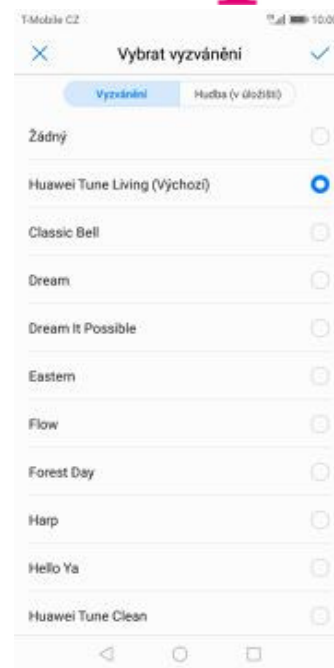 T-Mobile CZ 10:00
Vybrat vyzvánění
Vyzvánění Hudba (v úložišti)
Žádný
Huawei Tune Living (Výchozí)
Classic Bell
Dream
Dream It Possible
Eastern
Flow
Forest Day
Harp
Hello Ya
Huawei Tune Clean